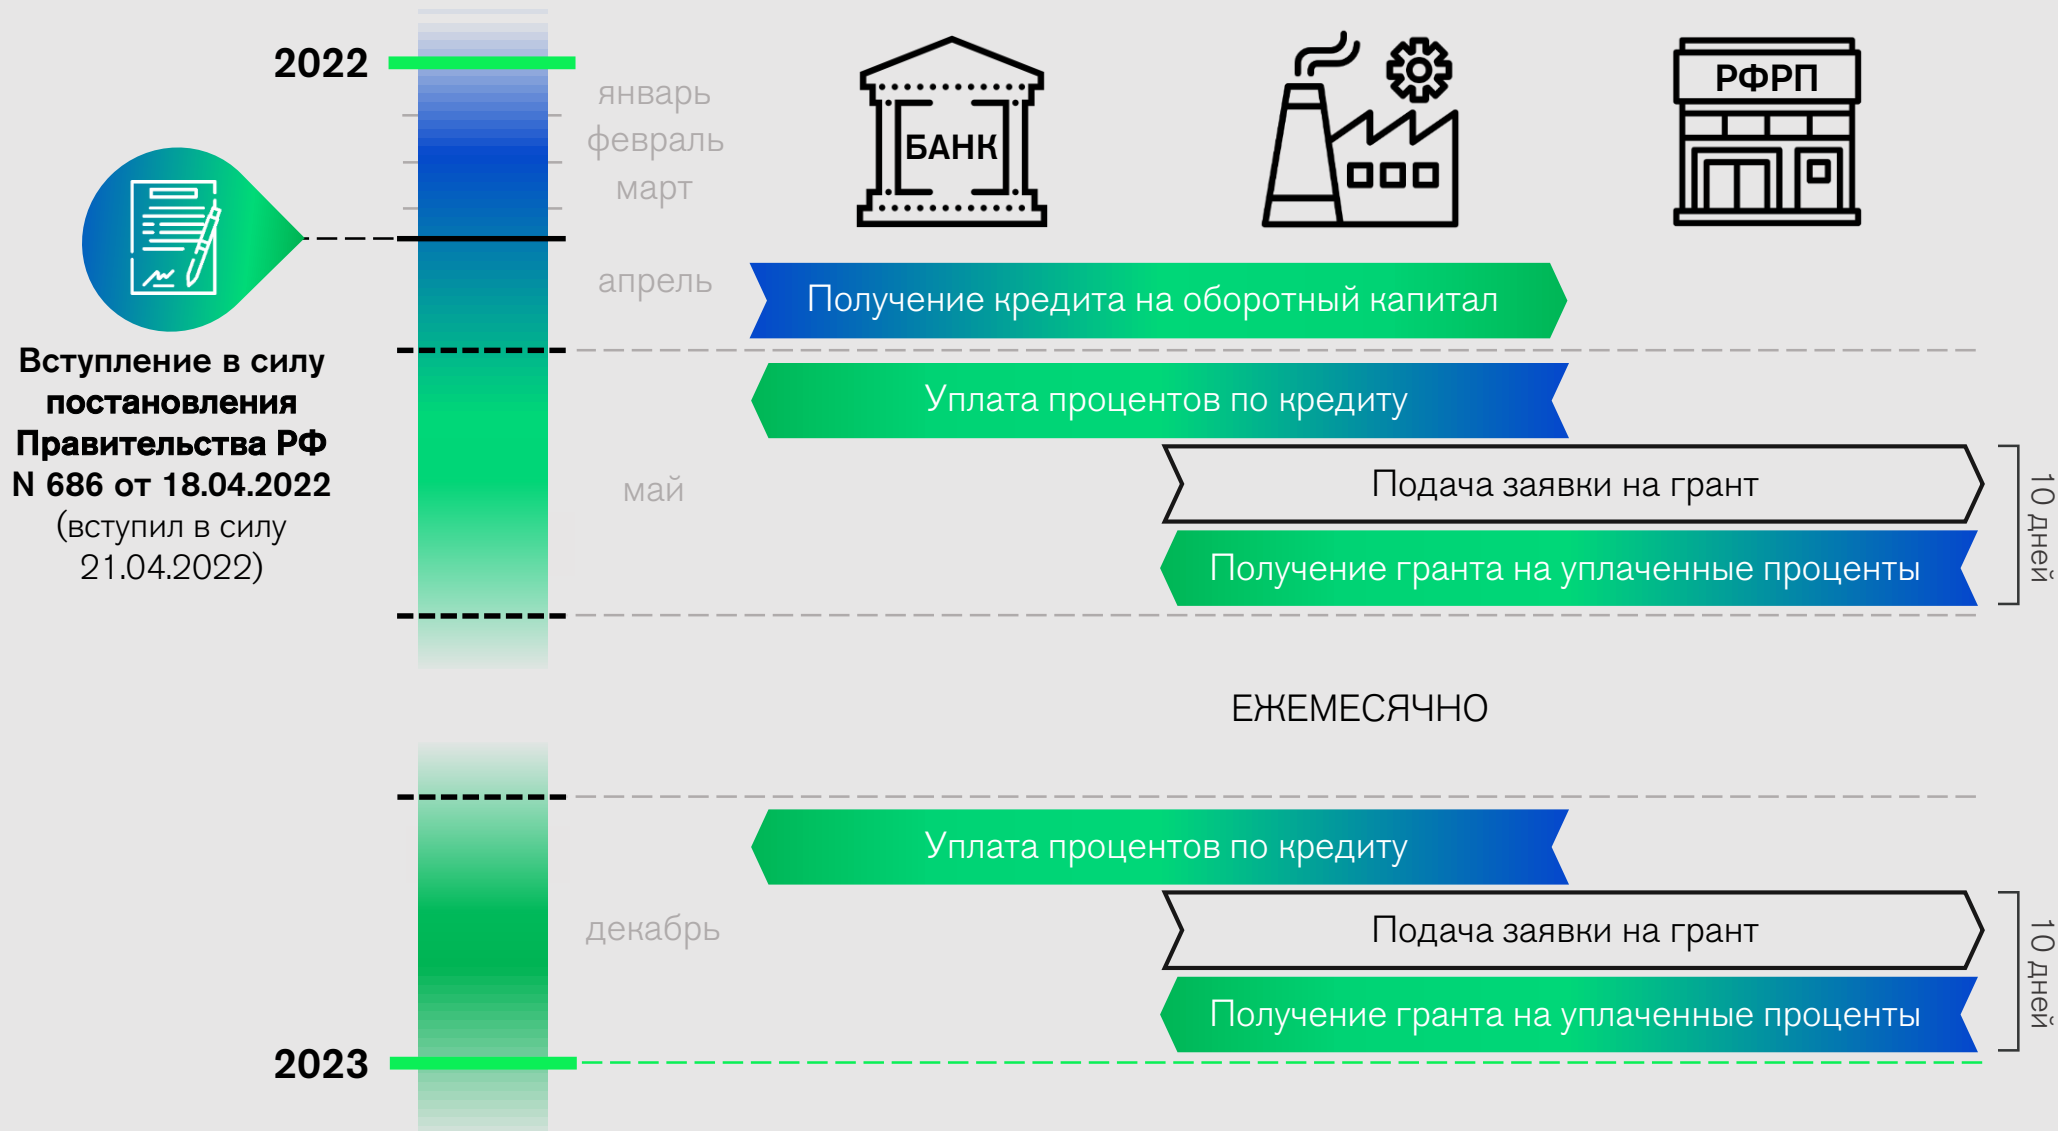 2022
январь
февраль
март
БАНК
РФРП
апрель
Получение кредита на оборотный капитал
Вступление в силу
постановления
Правительства РФ
N 686 от 18.04.2022
(вступил в силу
21.04.2022)
Уплата процентов по кредиту
май
Подача заявки на грант
Получение гранта на уплаченные проценты
10 дней
ЕЖЕМЕСЯЧНО
Уплата процентов по кредиту
декабрь
Подача заявки на грант
Получение гранта на уплаченные проценты
10 дней
2023